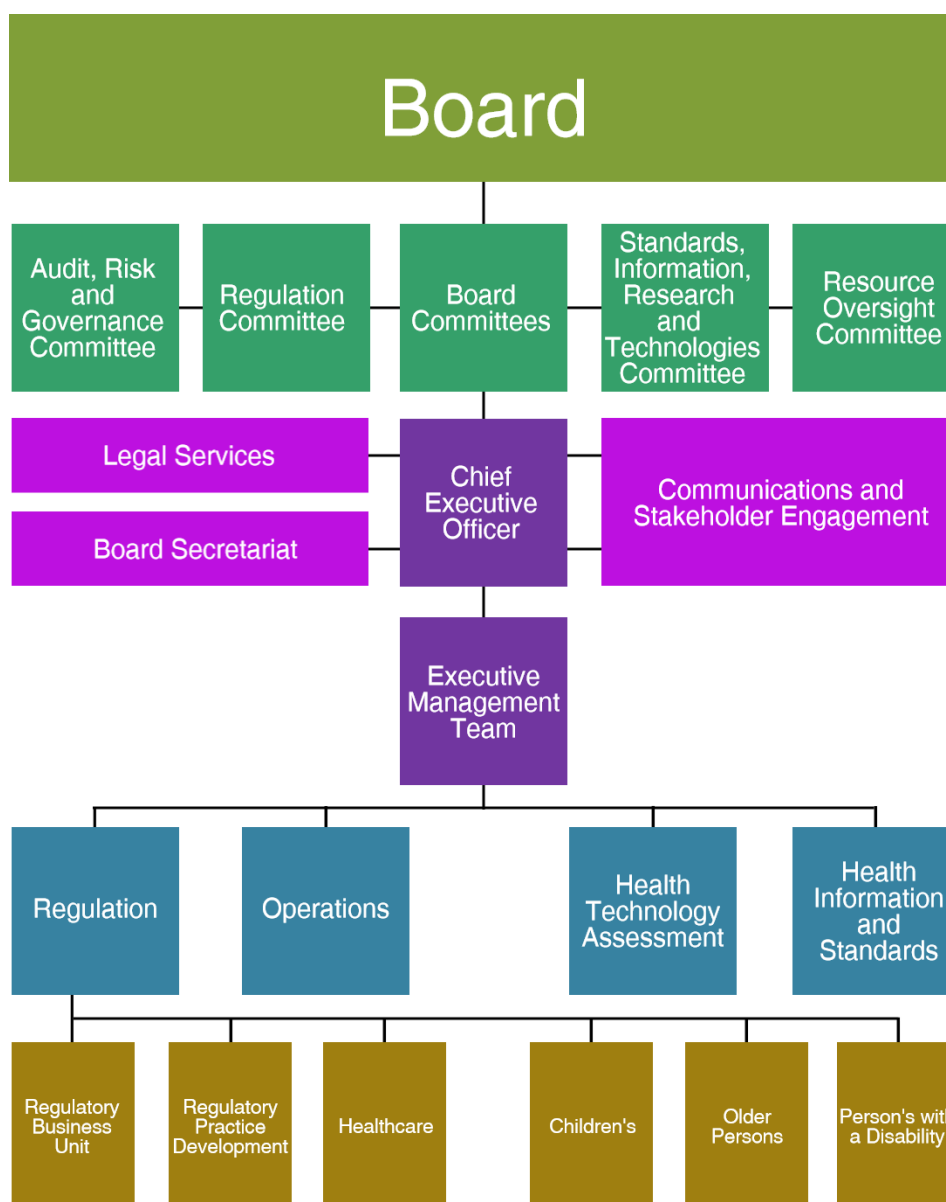 Board
Audit, Risk
and
Governance
Committee
Regulation
Committee
Board
Committees
Standards,
Information,
Research
and
Technologies
Committee
Resource
Oversight
Committee
Legal Services
Board Secretariat
Chief
Executive
Officer
Communications and
Stakeholder Engagement
Executive
Management
Team
Regulation
Operations
Health
Technology
Assessment
Health
Information
and
Standards
Regulatory
Business
Unit
Regulatory
Practice
Development
Healthcare
Children's
Older
Persons
Person's with
a Disability